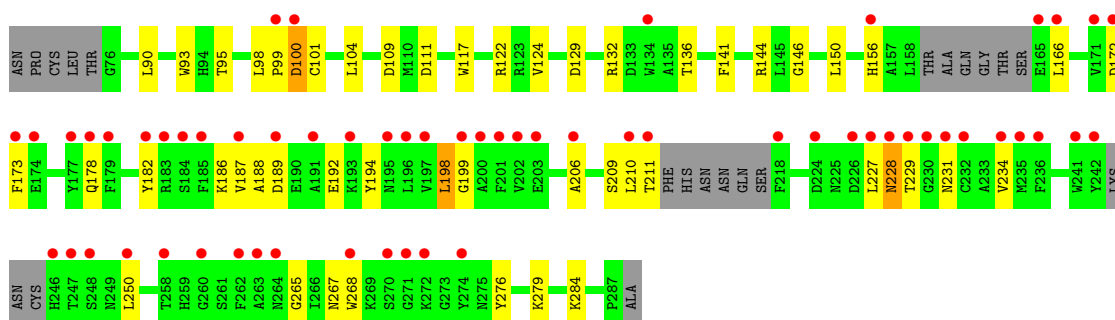 ASN PRO CYS LEU THR G76 L90 W93 H94 T95 L98 P99 D100 C101 L104 D109 M110 D111 W117 R122 R123 V124 D129 R132 D133 W134 A135 T136 F141 R144 L145 G146 L150 H156 A157 L158 THR ALA GLN GLY THR SER E165 L166 V171 D172
F173 E174 Y177 Q178 F179 Y182 R183 S184 F185 K186 V187 A188 D189 E190 A191 E192 K193 Y194 N195 L196 V197 L198 G199 A200 F201 V202 E203 A206 S209 L210 T211 PHE HIS ASN ASN GLN SER F218 D224 N225 D226 L227 N228 T229 G230 N231 C232 A233 V234 M235 F236 W241 Y242 LYS
ASN CYS H246 T247 S248 N249 L250 T258 H259 G260 S261 F262 A263 N264 G265 I266 N267 W268 K269 S270 G271 K272 G273 Y274 N275 Y276 K279 K284 P287 ALA